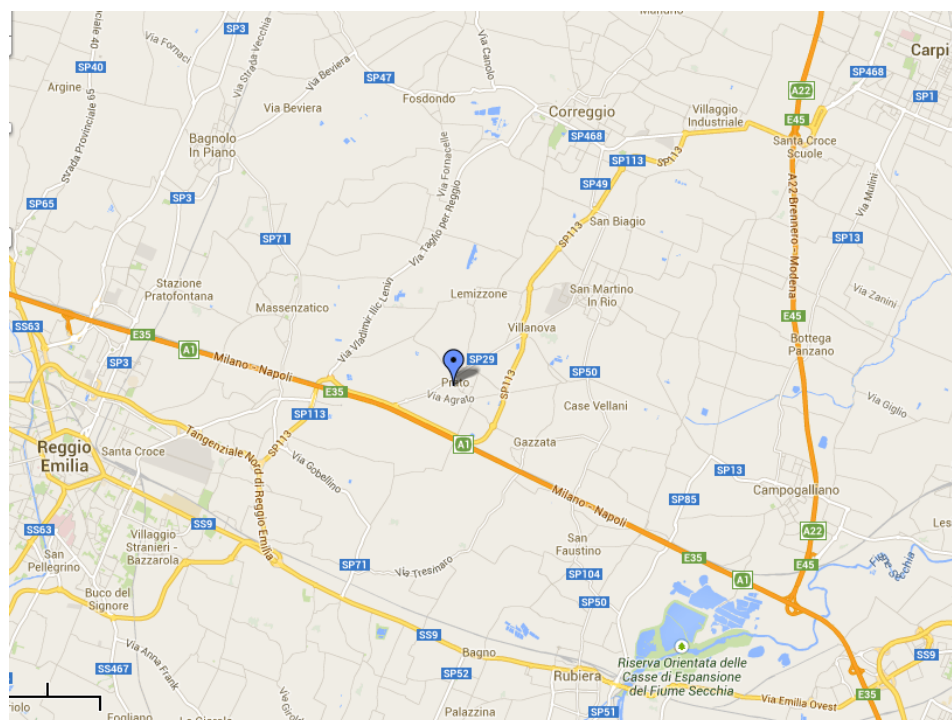 SP3
Via Fornaci
SP40
Argine
Strada Provinciale 40
Via Strada Vecchia
Via Beviera
SP47
Via Canolo
Fosdondo
Via Beviera
Bagnolo
In Piano
Correggio
SP468
A22
E45
Carpi
SP468
SP1
Villaggio
Industriale
Santa Croce
Scuole
SP113
SP113
SP49
Via Fornacelle
Via Mulini
SP65
SP3
SP71
Via Taglio per Reggio
San Biagio
SP113
SP13
A22 Brennero - Modena
Stazione
Pratofontana
Massenzatico
Lemizzone
San Martino
In Rio
Via Zanini
SS63
E35
A1
SP3
Milano - Napoli
Via Vladimir Ilic Lenin
Villanova
E45
Bottega
Panzano
SP29
Prato
Via Agrato
SP113
SP50
E35
SP113
SP113
Case Vellani
Via Giglio
Reggio
Emilia
Santa Croce
Tangenziale Nord di Reggio Emilia
Via Gobellino
A1
Gazzata
SP13
SP85
Campogalliano
Milano - Napoli
SS9
SS63
Villaggio
Stranieri -
Bazzarola
San
Pellegrino
Buco del
Signore
SP71
Via Tresinaro
San
Faustino
SP104
SP50
E35
A1
A22
E45
Fiume Secchia
SS9
Bagno
SP52
Rubiera
Riserva Orientata delle
Casse di Espansione
del Fiume Secchia
SS9
Via Anna Frank
SS467
Fogliano
Palazzina
SP51
Via Emilia Ovest
E35